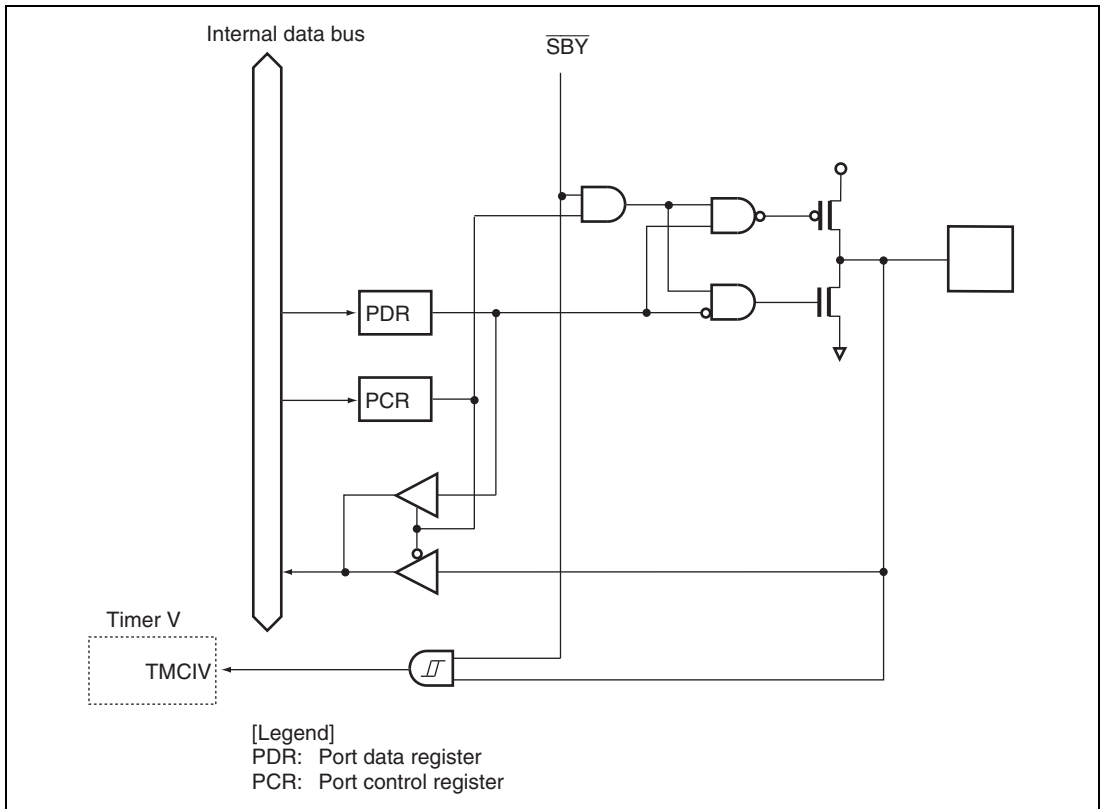 Internal data bus
SBY
PDR
PCR
Timer V
TMCIV
[Legend]
PDR: Port data register
PCR: Port control register